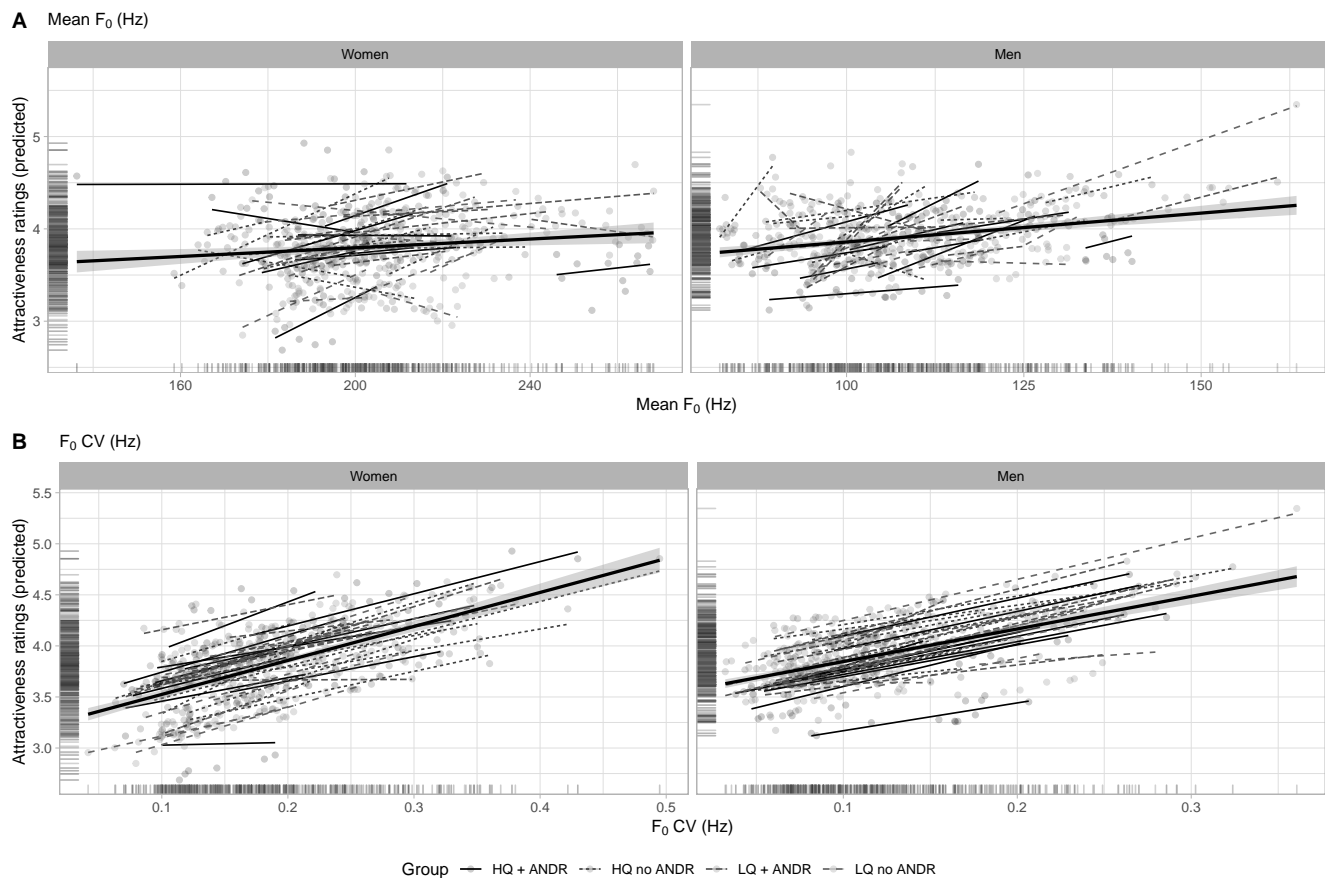 A Mean F₀ (Hz)
Women
Men
Attractiveness ratings (predicted)
5
4
3
160 200 240
100 125 150
Mean F₀ (Hz)
B F₀ CV (Hz)
Women
Men
Attractiveness ratings (predicted)
5.5
5.0
4.5
4.0
3.5
3.0
0.1 0.2 0.3 0.4 0.5
0.1 0.2 0.3
F₀ CV (Hz)
Group HQ + ANDR HQ no ANDR LQ + ANDR LQ no ANDR